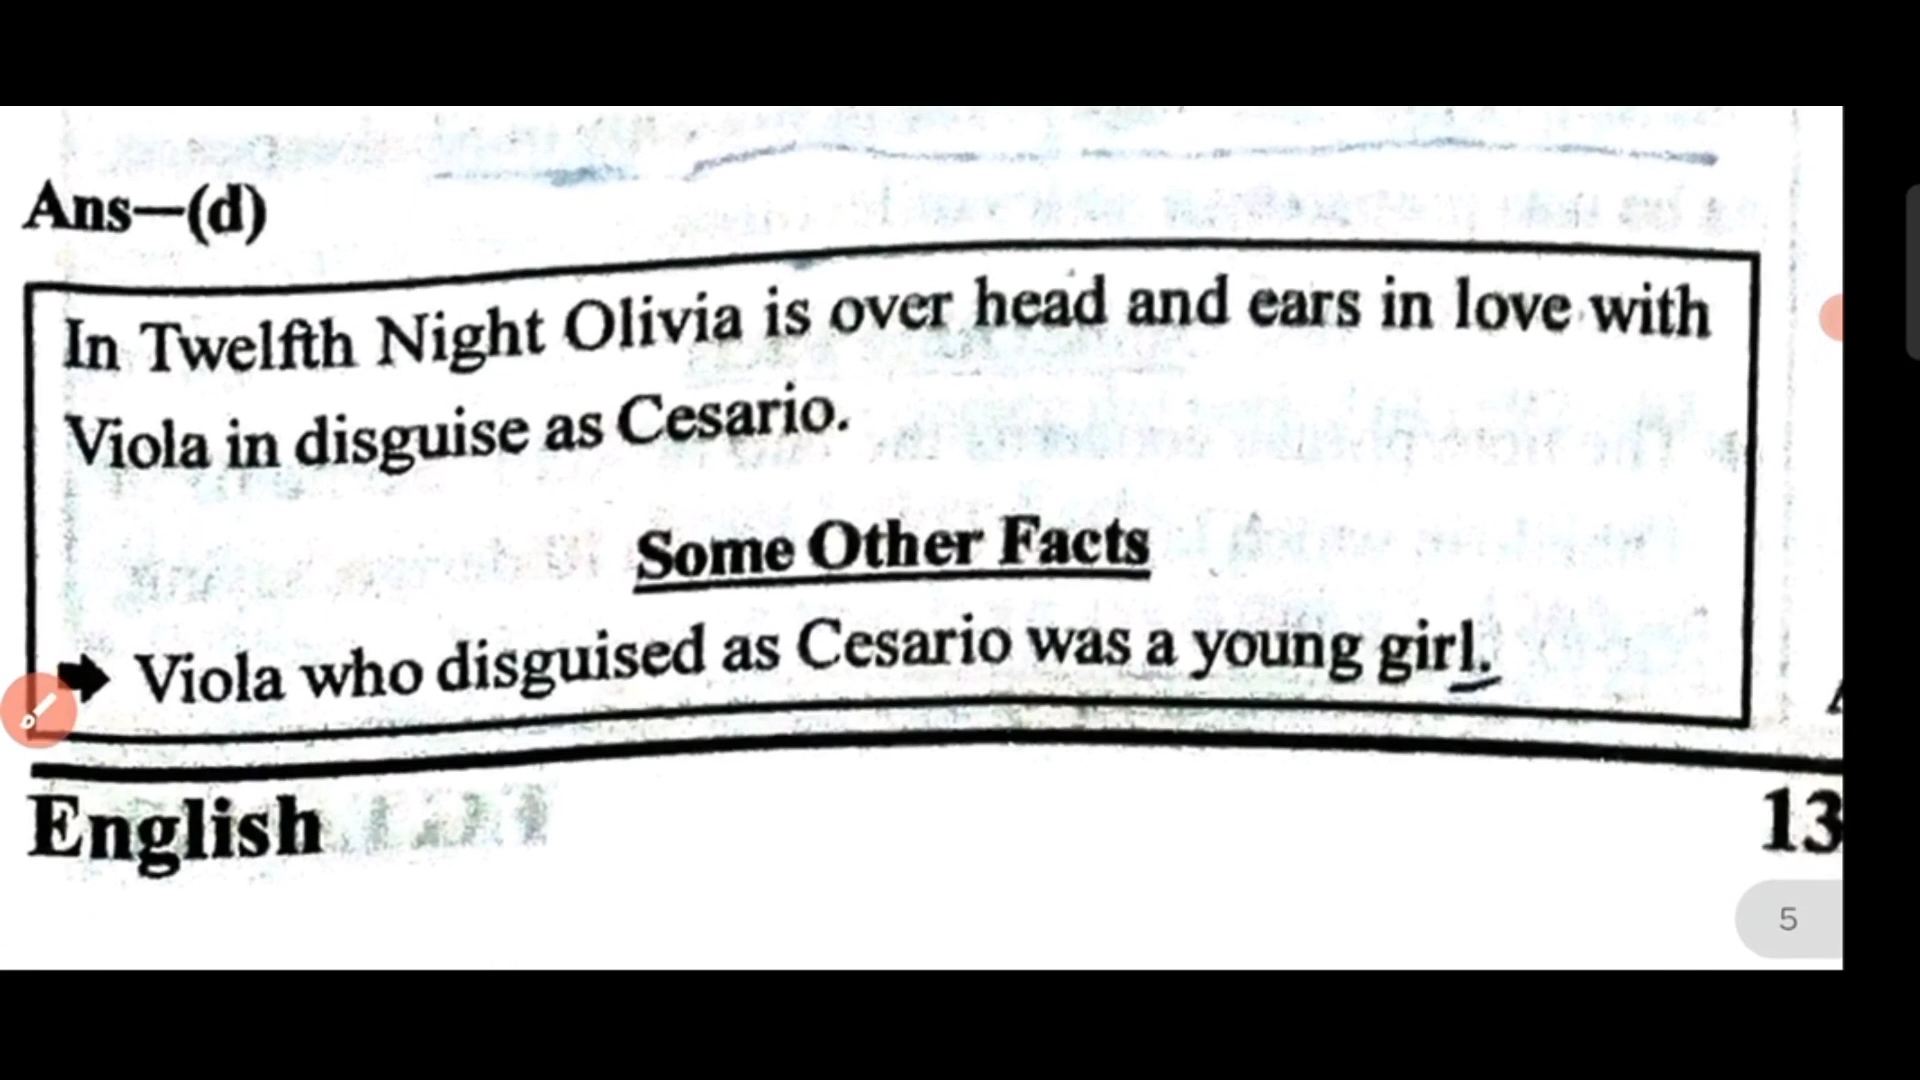 Ans—(d)
In Twelfth Night Olivia is over head and ears in love with
Viola in disguise as Cesario.
Some Other Facts
Viola who disguised as Cesario was a young girl.
English
13
5